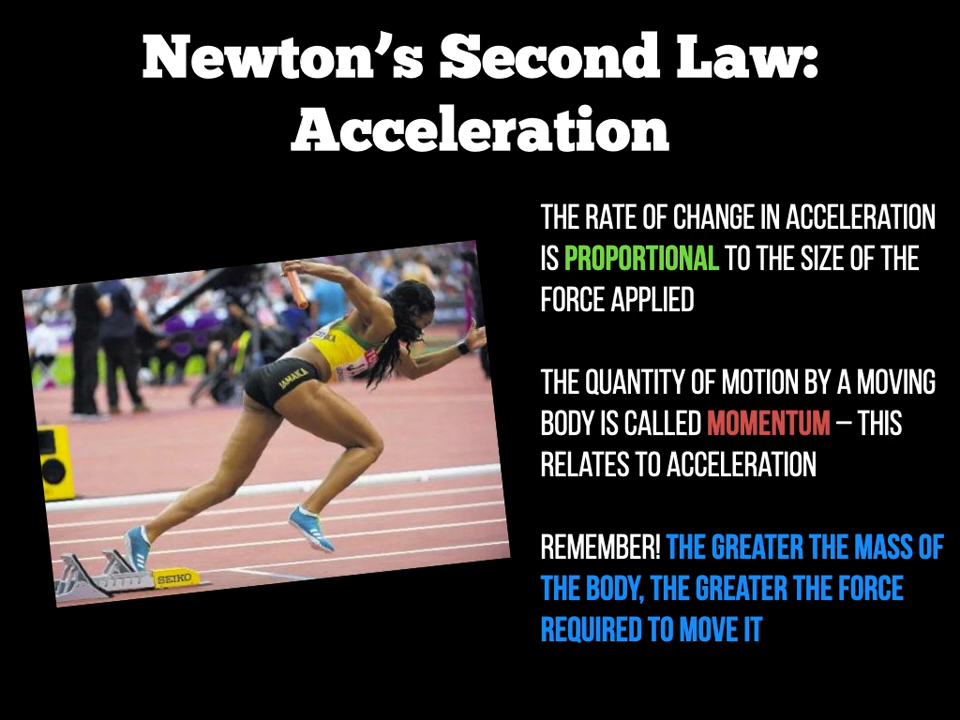 Newton's Second Law:
Acceleration
THE RATE OF CHANGE IN ACCELERATION
IS PROPORTIONAL TO THE SIZE OF THE
FORCE APPLIED
THE QUANTITY OF MOTION BY A MOVING
BODY IS CALLED MOMENTUM – THIS
RELATES TO ACCELERATION
REMEMBER! THE GREATER THE MASS OF
THE BODY, THE GREATER THE FORCE
REQUIRED TO MOVE IT
JAMAICA
SEIKO